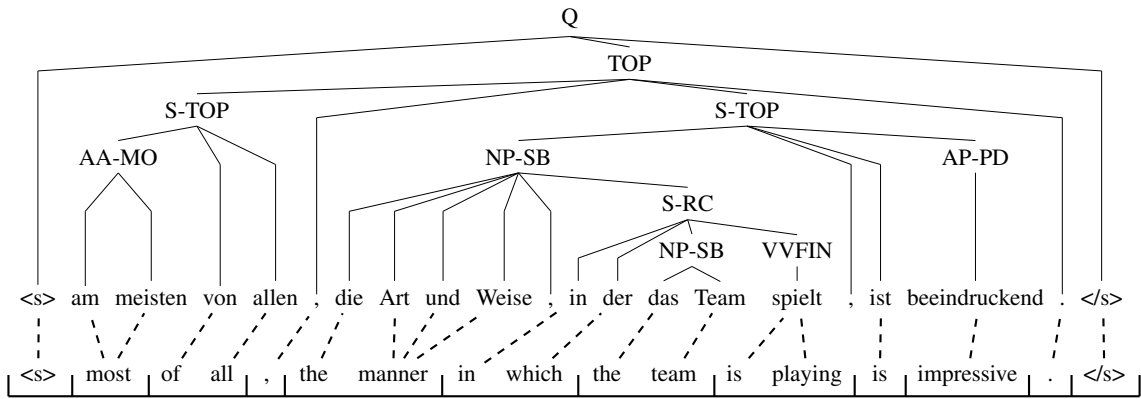 Q
TOP
S-TOP S-TOP
AA-MO NP-SB AP-PD
S-RC
NP-SB VVFIN
<s> am meisten von allen , die Art und Weise , in der das Team spielt , ist beeindruckend . </s>
<s> most of all , the manner in which the team is playing is impressive . </s>